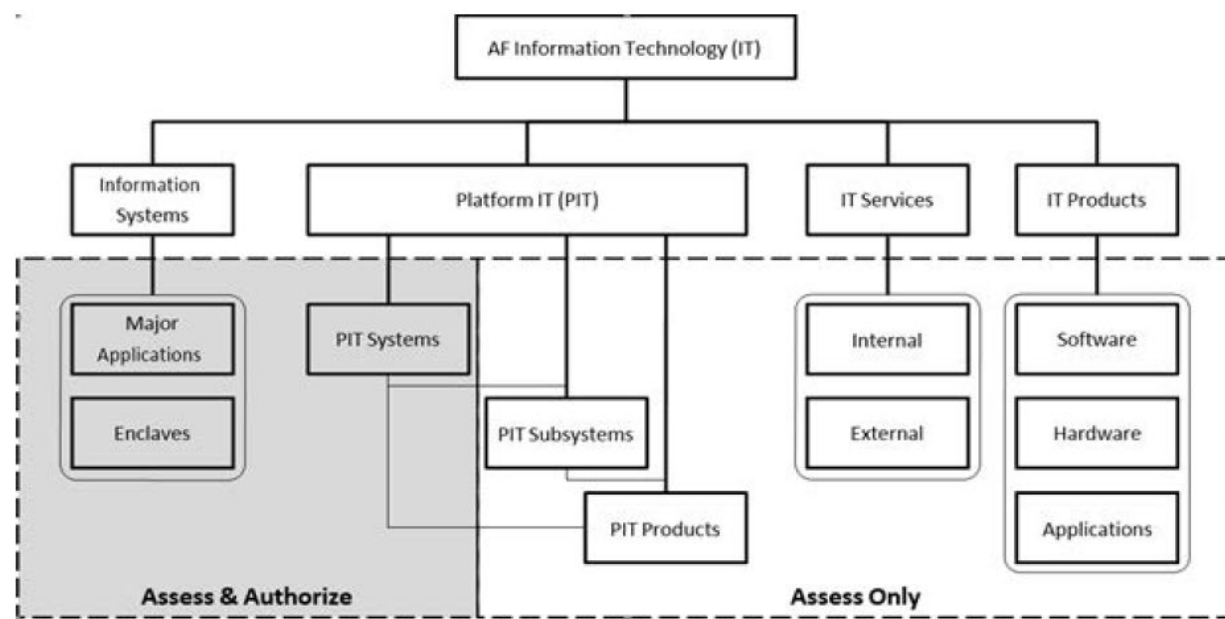 AF Information Technology (IT)
Information
Systems
Platform IT (PIT)
IT Services
IT Products
Major
Applications
PIT Systems
Internal
Software
Enclaves
PIT Subsystems
External
Hardware
PIT Products
Applications
Assess & Authorize
Assess Only